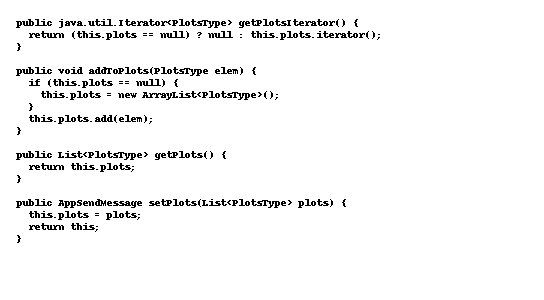 public java.util.Iterator<PlotsType> getPlotsIterator() {
  return (this.plots == null) ? null : this.plots.iterator();
}

public void addToPlots(PlotsType elem) {
  if (this.plots == null) {
    this.plots = new ArrayList<PlotsType>();
  }
  this.plots.add(elem);
}

public List<PlotsType> getPlots() {
  return this.plots;
}

public AppSendMessage setPlots(List<PlotsType> plots) {
  this.plots = plots;
  return this;
}